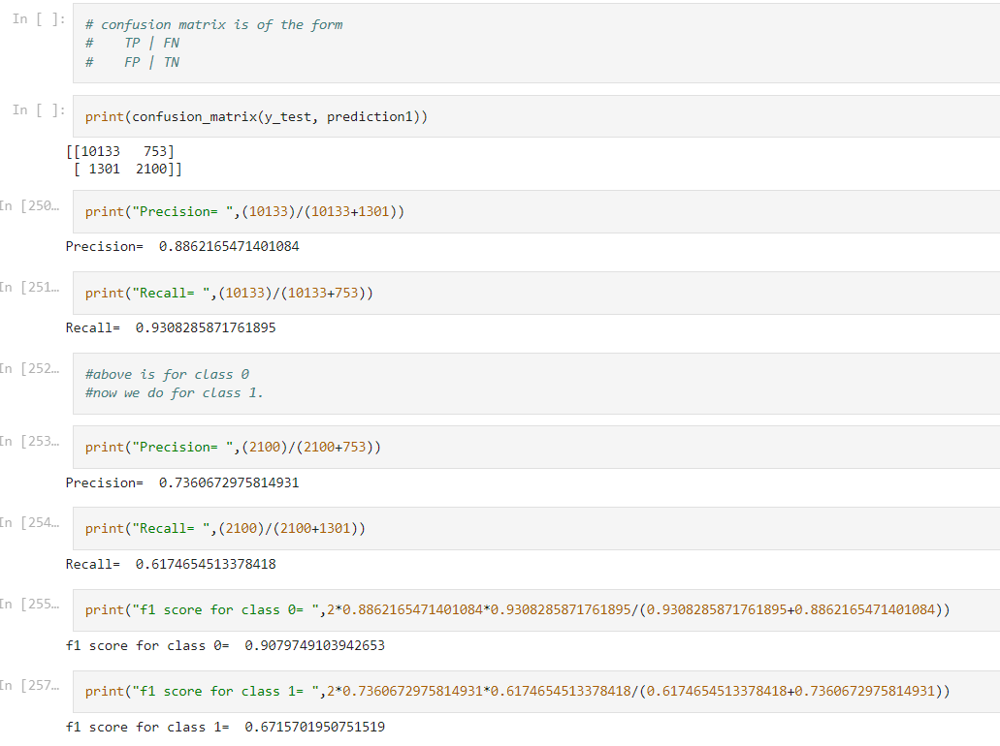 In [ ]:
# confusion matrix is of the form
#    TP | FN
#    FP | TN
In [ ]:
print(confusion_matrix(y_test, prediction1))
[[10133   753]
 [ 1301  2100]]
In [250…
print("Precision= ",(10133)/(10133+1301))
Precision=  0.8862165471401084
In [251…
print("Recall= ",(10133)/(10133+753))
Recall=  0.9308285871761895
In [252…
#above is for class 0
#now we do for class 1.
In [253…
print("Precision= ",(2100)/(2100+753))
Precision=  0.7360672975814931
In [254…
print("Recall= ",(2100)/(2100+1301))
Recall=  0.6174654513378418
In [255…
print("f1 score for class 0= ",2*0.8862165471401084*0.9308285871761895/(0.9308285871761895+0.8862165471401084))
f1 score for class 0=  0.9079749103942653
In [257…
print("f1 score for class 1= ",2*0.7360672975814931*0.6174654513378418/(0.6174654513378418+0.7360672975814931))
f1 score for class 1=  0.6715701950751519